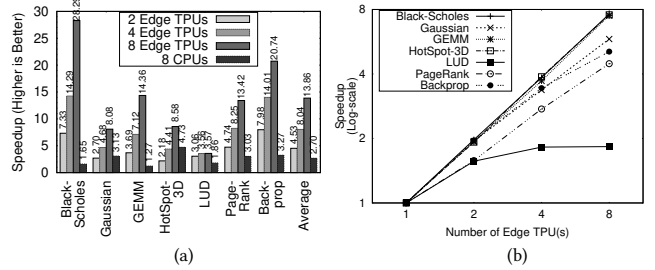 Speedup (Higher is Better)
30
25
20
15
10
5
0
2 Edge TPUs
4 Edge TPUs
8 Edge TPUs
8 CPUs
7.33
14.29
28.29
1.65
2.70
4.68
8.08
3.13
3.69
7.12
14.36
1.27
2.18
4.41
8.58
4.73
3.06
3.56
3.57
1.86
4.74
8.25
13.42
3.03
7.98
14.01
20.74
3.27
4.53
8.04
13.86
2.70
Black-
Scholes
Gaussian
GEMM
HotSpot-
3D
LUD
Page-
Rank
Back-
prop
Average
(a)
Speedup
(Log-scale)
8
4
2
1
Black-Scholes
Gaussian
GEMM
HotSpot-3D
LUD
PageRank
Backprop
1
2
4
8
Number of Edge TPU(s)
(b)